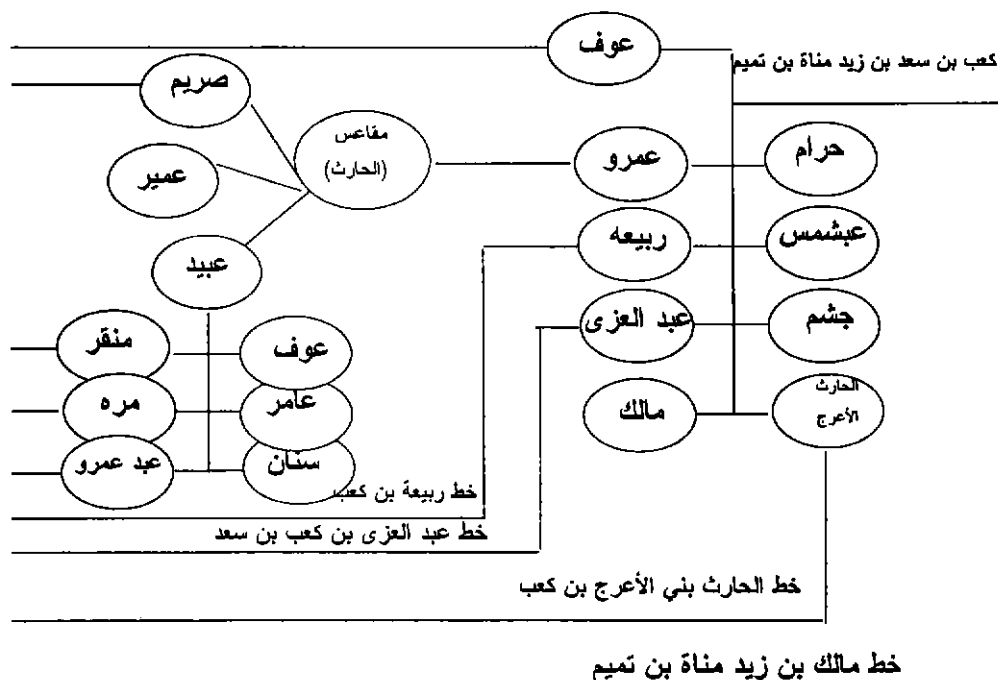 عوف
كعب بن سعد بن زيد مناة بن تميم
صريم
مقاعس
(الحارث)
عمرو
حرام
عمير
ربيعه
عبشمس
عبيد
عبد العزى
جشم
منقر
عوف
مره
عامر
مالك
الحارث
الأعرج
عبد عمرو
سنان
خط ربيعة بن كعب
خط عبد العزى بن كعب بن سعد
خط الحارث بني الأعرج بن كعب
خط مالك بن زيد مناة بن تميم